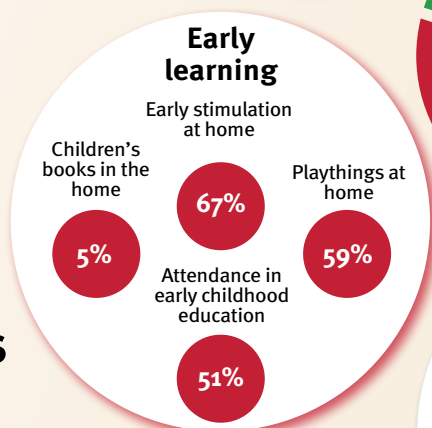 Early
learning
Early stimulation
at home
67%
Children’s
books in the
home
5%
Playthings at
home
59%
Attendance in
early childhood
education
51%
s